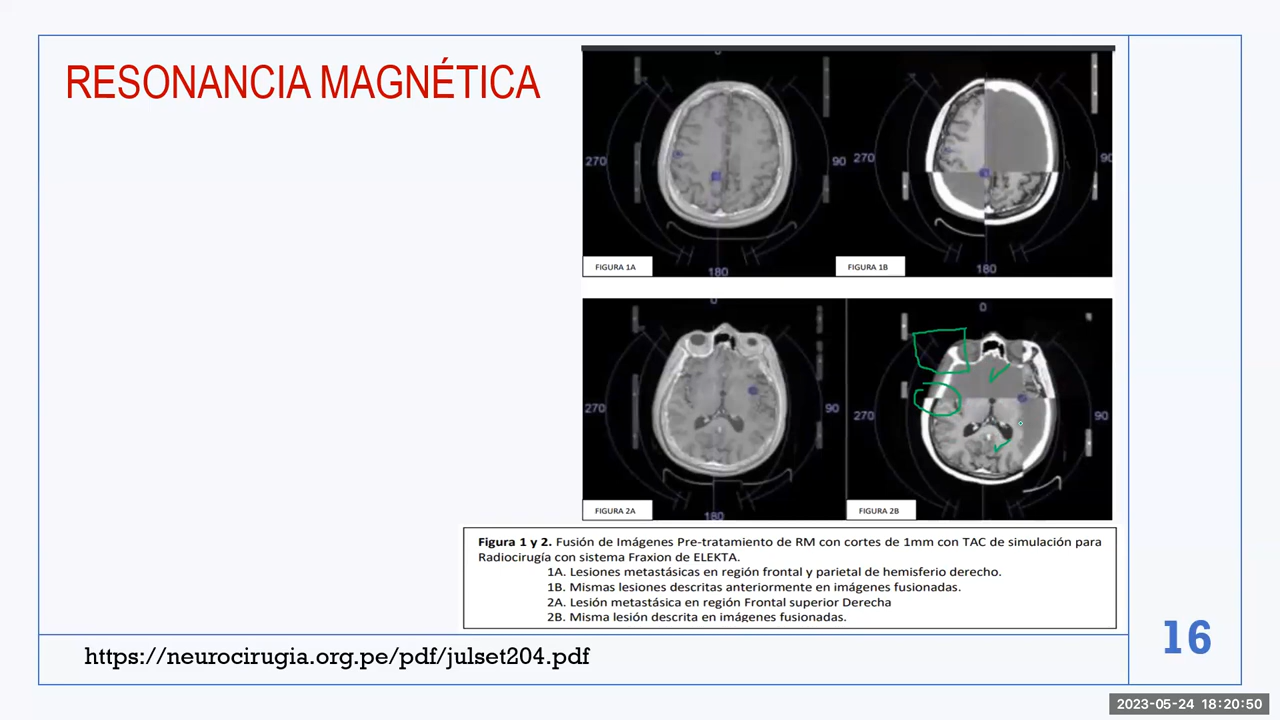 RESONANCIA MAGNÉTICA
270
90
180
FIGURA 1A
270
90
180
FIGURA 1B
0
270
90
180
FIGURA 2A
0
270
90
FIGURA 2B
Figura 1 y 2. Fusión de Imágenes Pre-tratamiento de RM con cortes de 1mm con TAC de simulación para
Radiocirugía con sistema Fraxion de ELEKTA.
1A. Lesiones metastásicas en región frontal y parietal de hemisferio derecho.
1B. Mismas lesiones descritas anteriormente en imágenes fusionadas.
2A. Lesión metastásica en región Frontal superior Derecha
2B. Misma lesión descrita en imágenes fusionadas.
https://neurocirugia.org.pe/pdf/julset204.pdf
16
2023-05-24 18:20:50